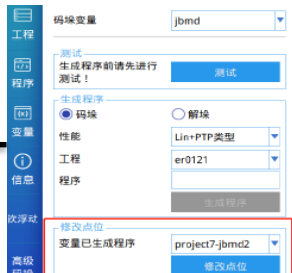 工程
程序
变量
信息
次浮动
高级
码垛
码垛变量
jbmd
测试
生成程序前请先进行
测试！
测试
生成程序
码垛
解垛
性能
Lin+PTP类型
工程
er0121
程序
生成程序
修改点位
变量已生成程序
project7-jbmd2
修改点位